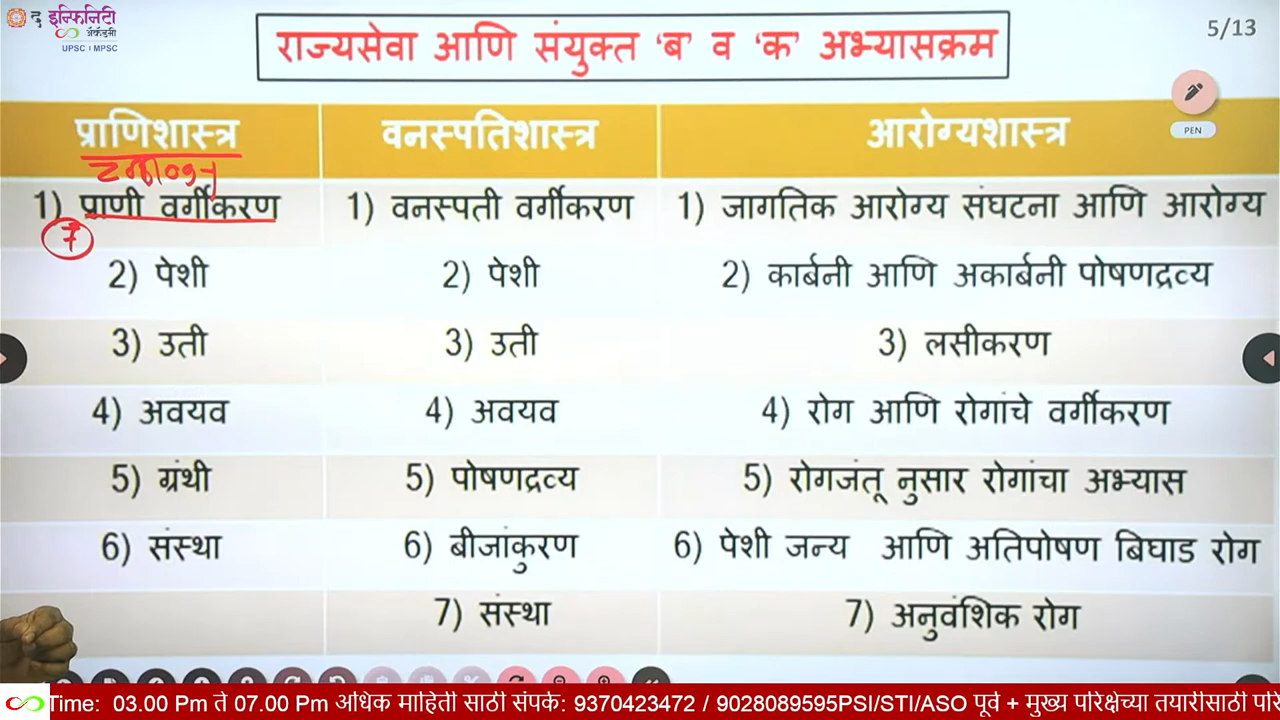 द इन्फिनिटी
अ‍ॅकॅडमी
UPSC । MPSC
राज्यसेवा आणि संयुक्त ‘ब’ व ‘क’ अभ्यासक्रम
5/13
PEN
प्राणिशास्त्र वनस्पतिशास्त्र आरोग्यशास्त्र
1) प्राणी वर्गीकरण 1) वनस्पती वर्गीकरण 1) जागतिक आरोग्य संघटना आणि आरोग्य
7
2) पेशी 2) पेशी 2) कार्बनी आणि अकार्बनी पोषणद्रव्य
3) उती 3) उती 3) लसीकरण
4) अवयव 4) अवयव 4) रोग आणि रोगांचे वर्गीकरण
5) ग्रंथी 5) पोषणद्रव्य 5) रोगजंतू नुसार रोगांचा अभ्यास
6) संस्था 6) बीजांकुरण 6) पेशी जन्य आणि अतिपोषण बिघाड रोग
7) संस्था 7) अनुवंशिक रोग
Time: 03.00 Pm ते 07.00 Pm अधिक माहिती साठी संपर्क: 9370423472 / 9028089595PSI/STI/ASO पूर्व + मुख्य परिक्षेच्या तयारीसाठी